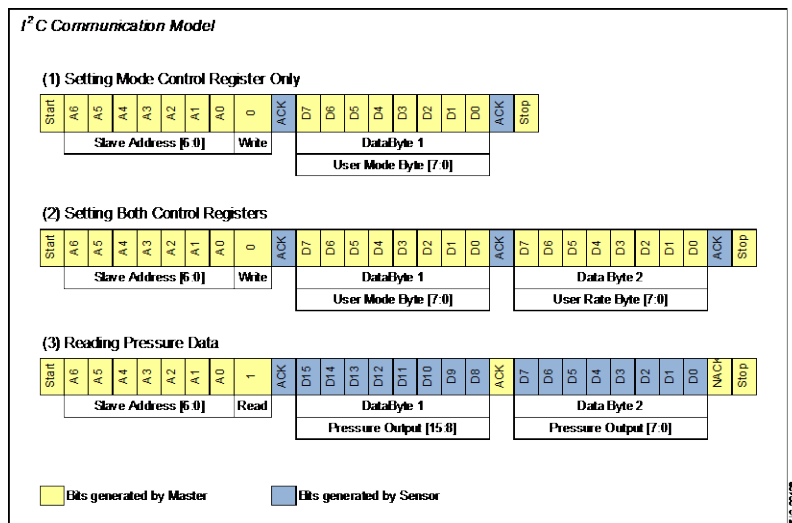 I²C Communication Model
(1) Setting Mode Control Register Only
Start A6 A5 A4 A3 A2 A1 A0 0 ACK D7 D6 D5 D4 D3 D2 D1 D0 ACK Stop
Slave Address [6:0] Write DataByte 1
User Mode Byte [7:0]
(2) Setting Both Control Registers
Start A6 A5 A4 A3 A2 A1 A0 0 ACK D7 D6 D5 D4 D3 D2 D1 D0 ACK D7 D6 D5 D4 D3 D2 D1 D0 ACK Stop
Slave Address [6:0] Write DataByte 1 Data Byte 2
User Mode Byte [7:0] User Rate Byte [7:0]
(3) Reading Pressure Data
Start A6 A5 A4 A3 A2 A1 A0 1 ACK D15 D14 D13 D12 D11 D10 D9 D8 ACK D7 D6 D5 D4 D3 D2 D1 D0 NACK Stop
Slave Address [6:0] Read DataByte 1 Data Byte 2
Pressure Output [15:8] Pressure Output [7:0]
Bits generated by Master Bits generated by Sensor